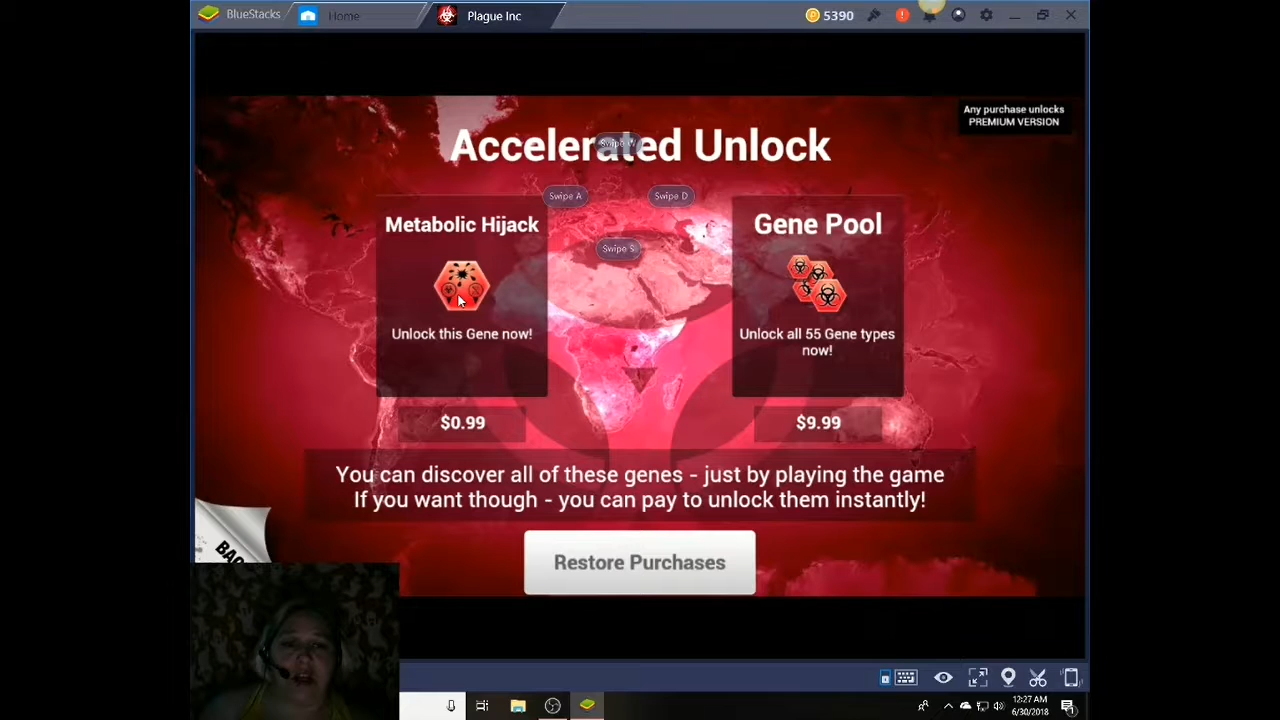 BlueStacks
Home
Plague Inc
5390
Any purchase unlocks
PREMIUM VERSION
Accelerated Unlock
Swipe W
Swipe A
Swipe D
Swipe S
Metabolic Hijack
Unlock this Gene now!
$0.99
Gene Pool
Unlock all 55 Gene types
now!
$9.99
You can discover all of these genes - just by playing the game
If you want though - you can pay to unlock them instantly!
Restore Purchases
12:27 AM
6/30/2018